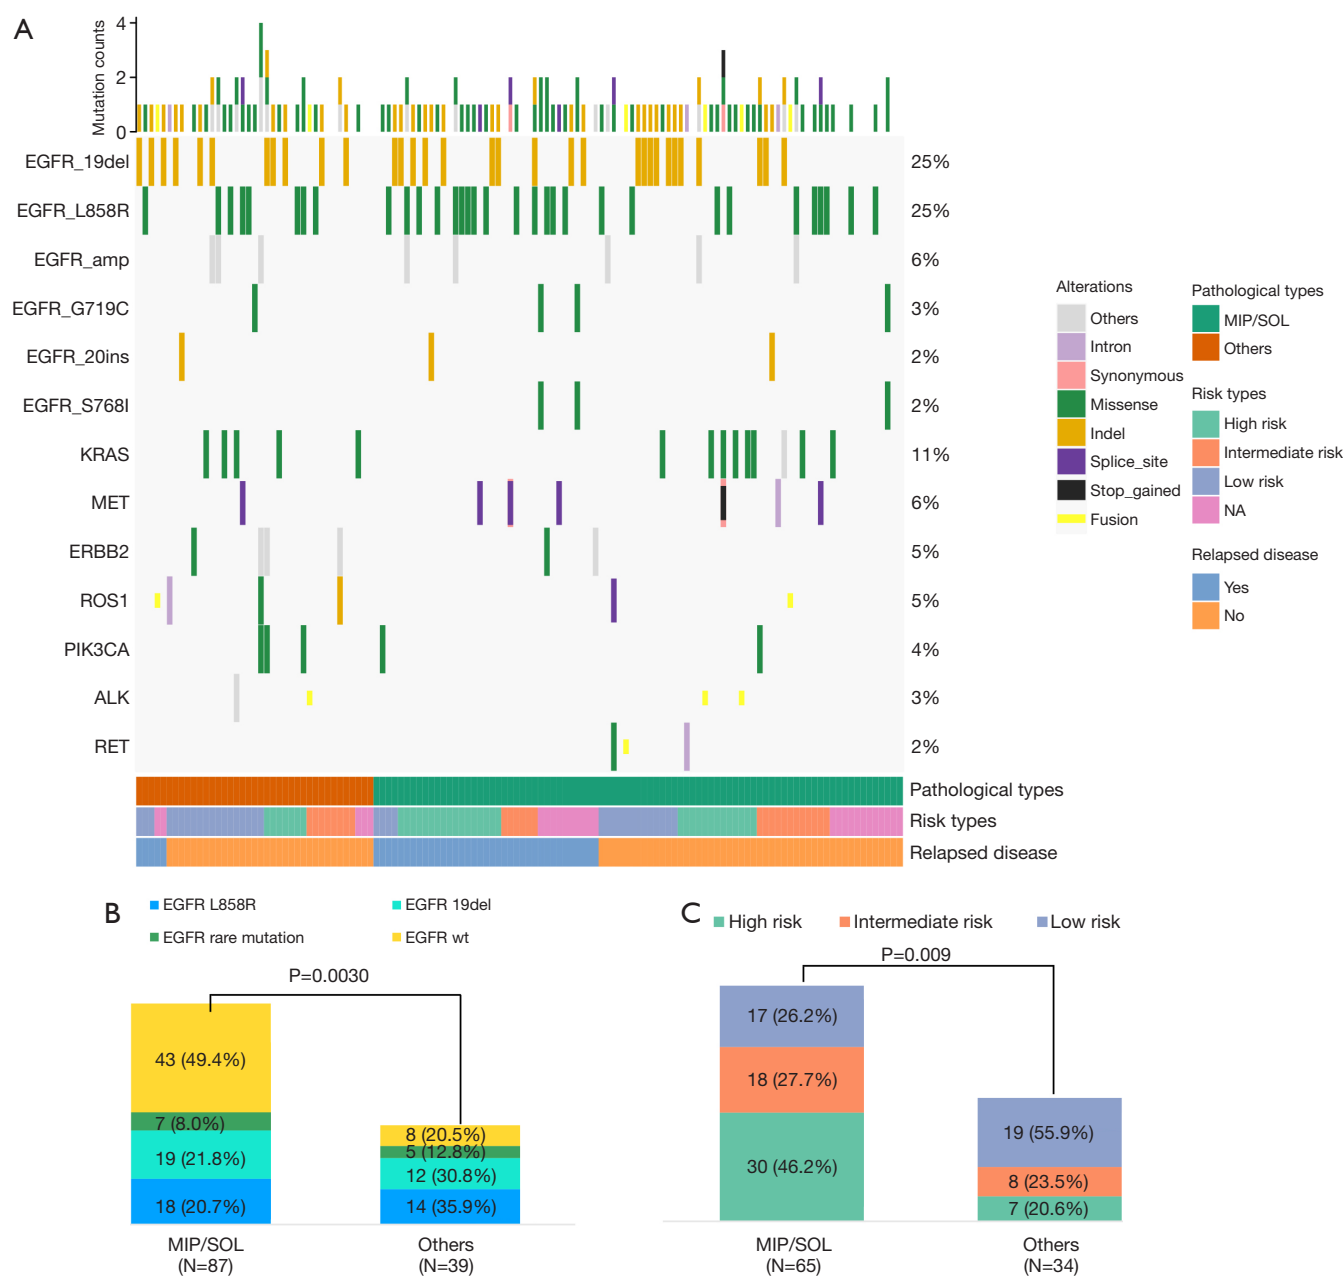 A
Mutation counts
4
2
0
EGFR_19del 25%
EGFR_L858R 25%
EGFR_amp 6%
EGFR_G719C 3%
EGFR_20ins 2%
EGFR_S768I 2%
KRAS 11%
MET 6%
ERBB2 5%
ROS1 5%
PIK3CA 4%
ALK 3%
RET 2%
Pathological types
Risk types
Relapsed disease
Alterations
Others
Intron
Synonymous
Missense
Indel
Splice_site
Stop_gained
Fusion
Pathological types
MIP/SOL
Others
Risk types
High risk
Intermediate risk
Low risk
NA
Relapsed disease
Yes
No
B
EGFR L858R
EGFR 19del
EGFR rare mutation
EGFR wt
P=0.0030
43 (49.4%)
7 (8.0%)
19 (21.8%)
18 (20.7%)
8 (20.5%)
5 (12.8%)
12 (30.8%)
14 (35.9%)
MIP/SOL
(N=87)
Others
(N=39)
C
High risk
Intermediate risk
Low risk
P=0.009
17 (26.2%)
18 (27.7%)
30 (46.2%)
19 (55.9%)
8 (23.5%)
7 (20.6%)
MIP/SOL
(N=65)
Others
(N=34)